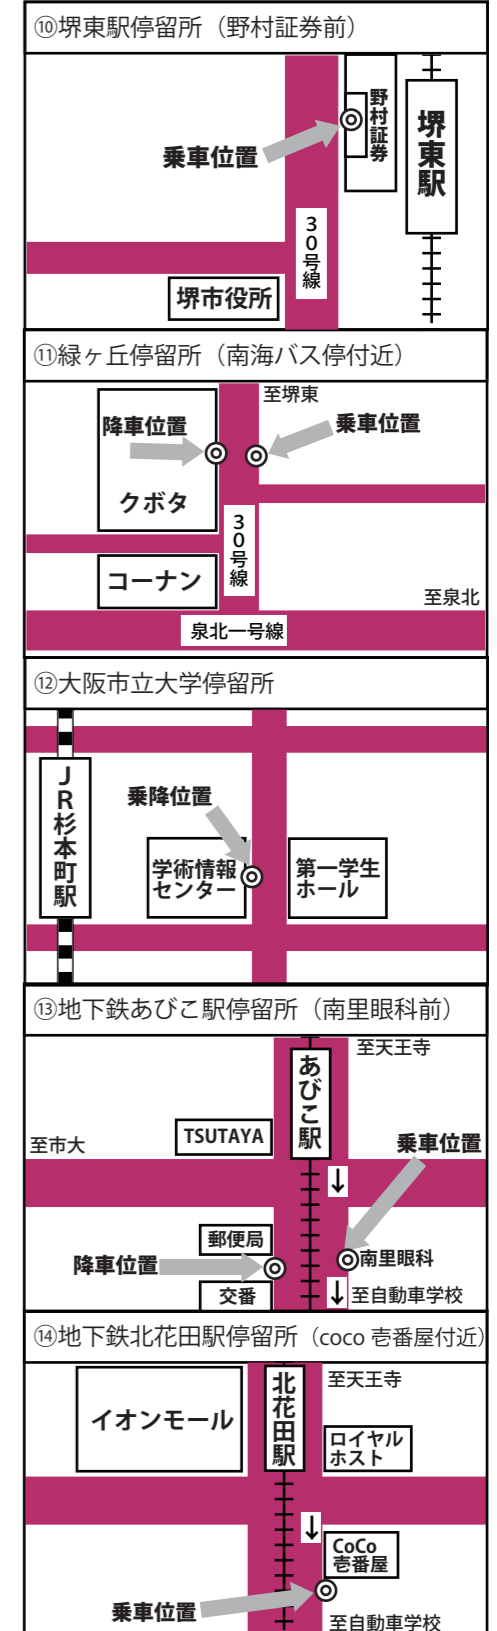 ⑩堺東駅停留所（野村証券前）
野村証券
堺東駅
乗車位置
30号線
堺市役所
⑪緑ヶ丘停留所（南海バス停付近）
至堺東
降車位置
乗車位置
クボタ
30号線
コーナン
至泉北
泉北一号線
⑫大阪市立大学停留所
JR杉本町駅
乗降位置
学術情報
センター
第一学生
ホール
⑬地下鉄あびこ駅停留所（南里眼科前）
至天王寺
あびこ駅
TSUTAYA
至市大
乗車位置
↓
郵便局
南里眼科
降車位置
交番
↓
至自動車学校
⑭地下鉄北花田駅停留所（coco 壱番屋付近）
至天王寺
北花田駅
イオンモール
ロイヤル
ホスト
↓
CoCo
壱番屋
乗車位置
至自動車学校